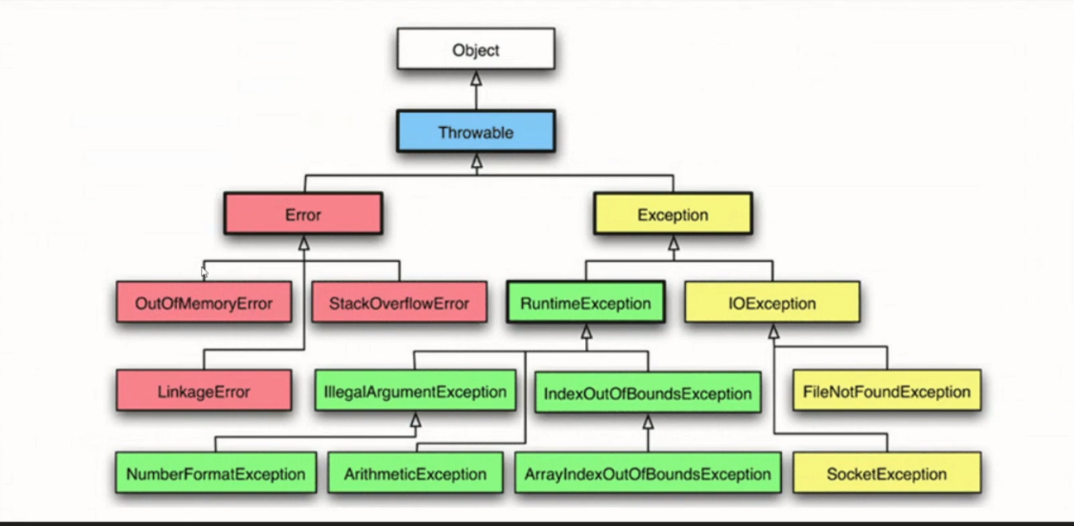 Object
Throwable
Error
Exception
OutOfMemoryError
StackOverflowError
RuntimeException
IOException
LinkageError
IllegalArgumentException
IndexOutOfBoundsException
FileNotFoundException
NumberFormatException
ArithmeticException
ArrayIndexOutOfBoundsException
SocketException